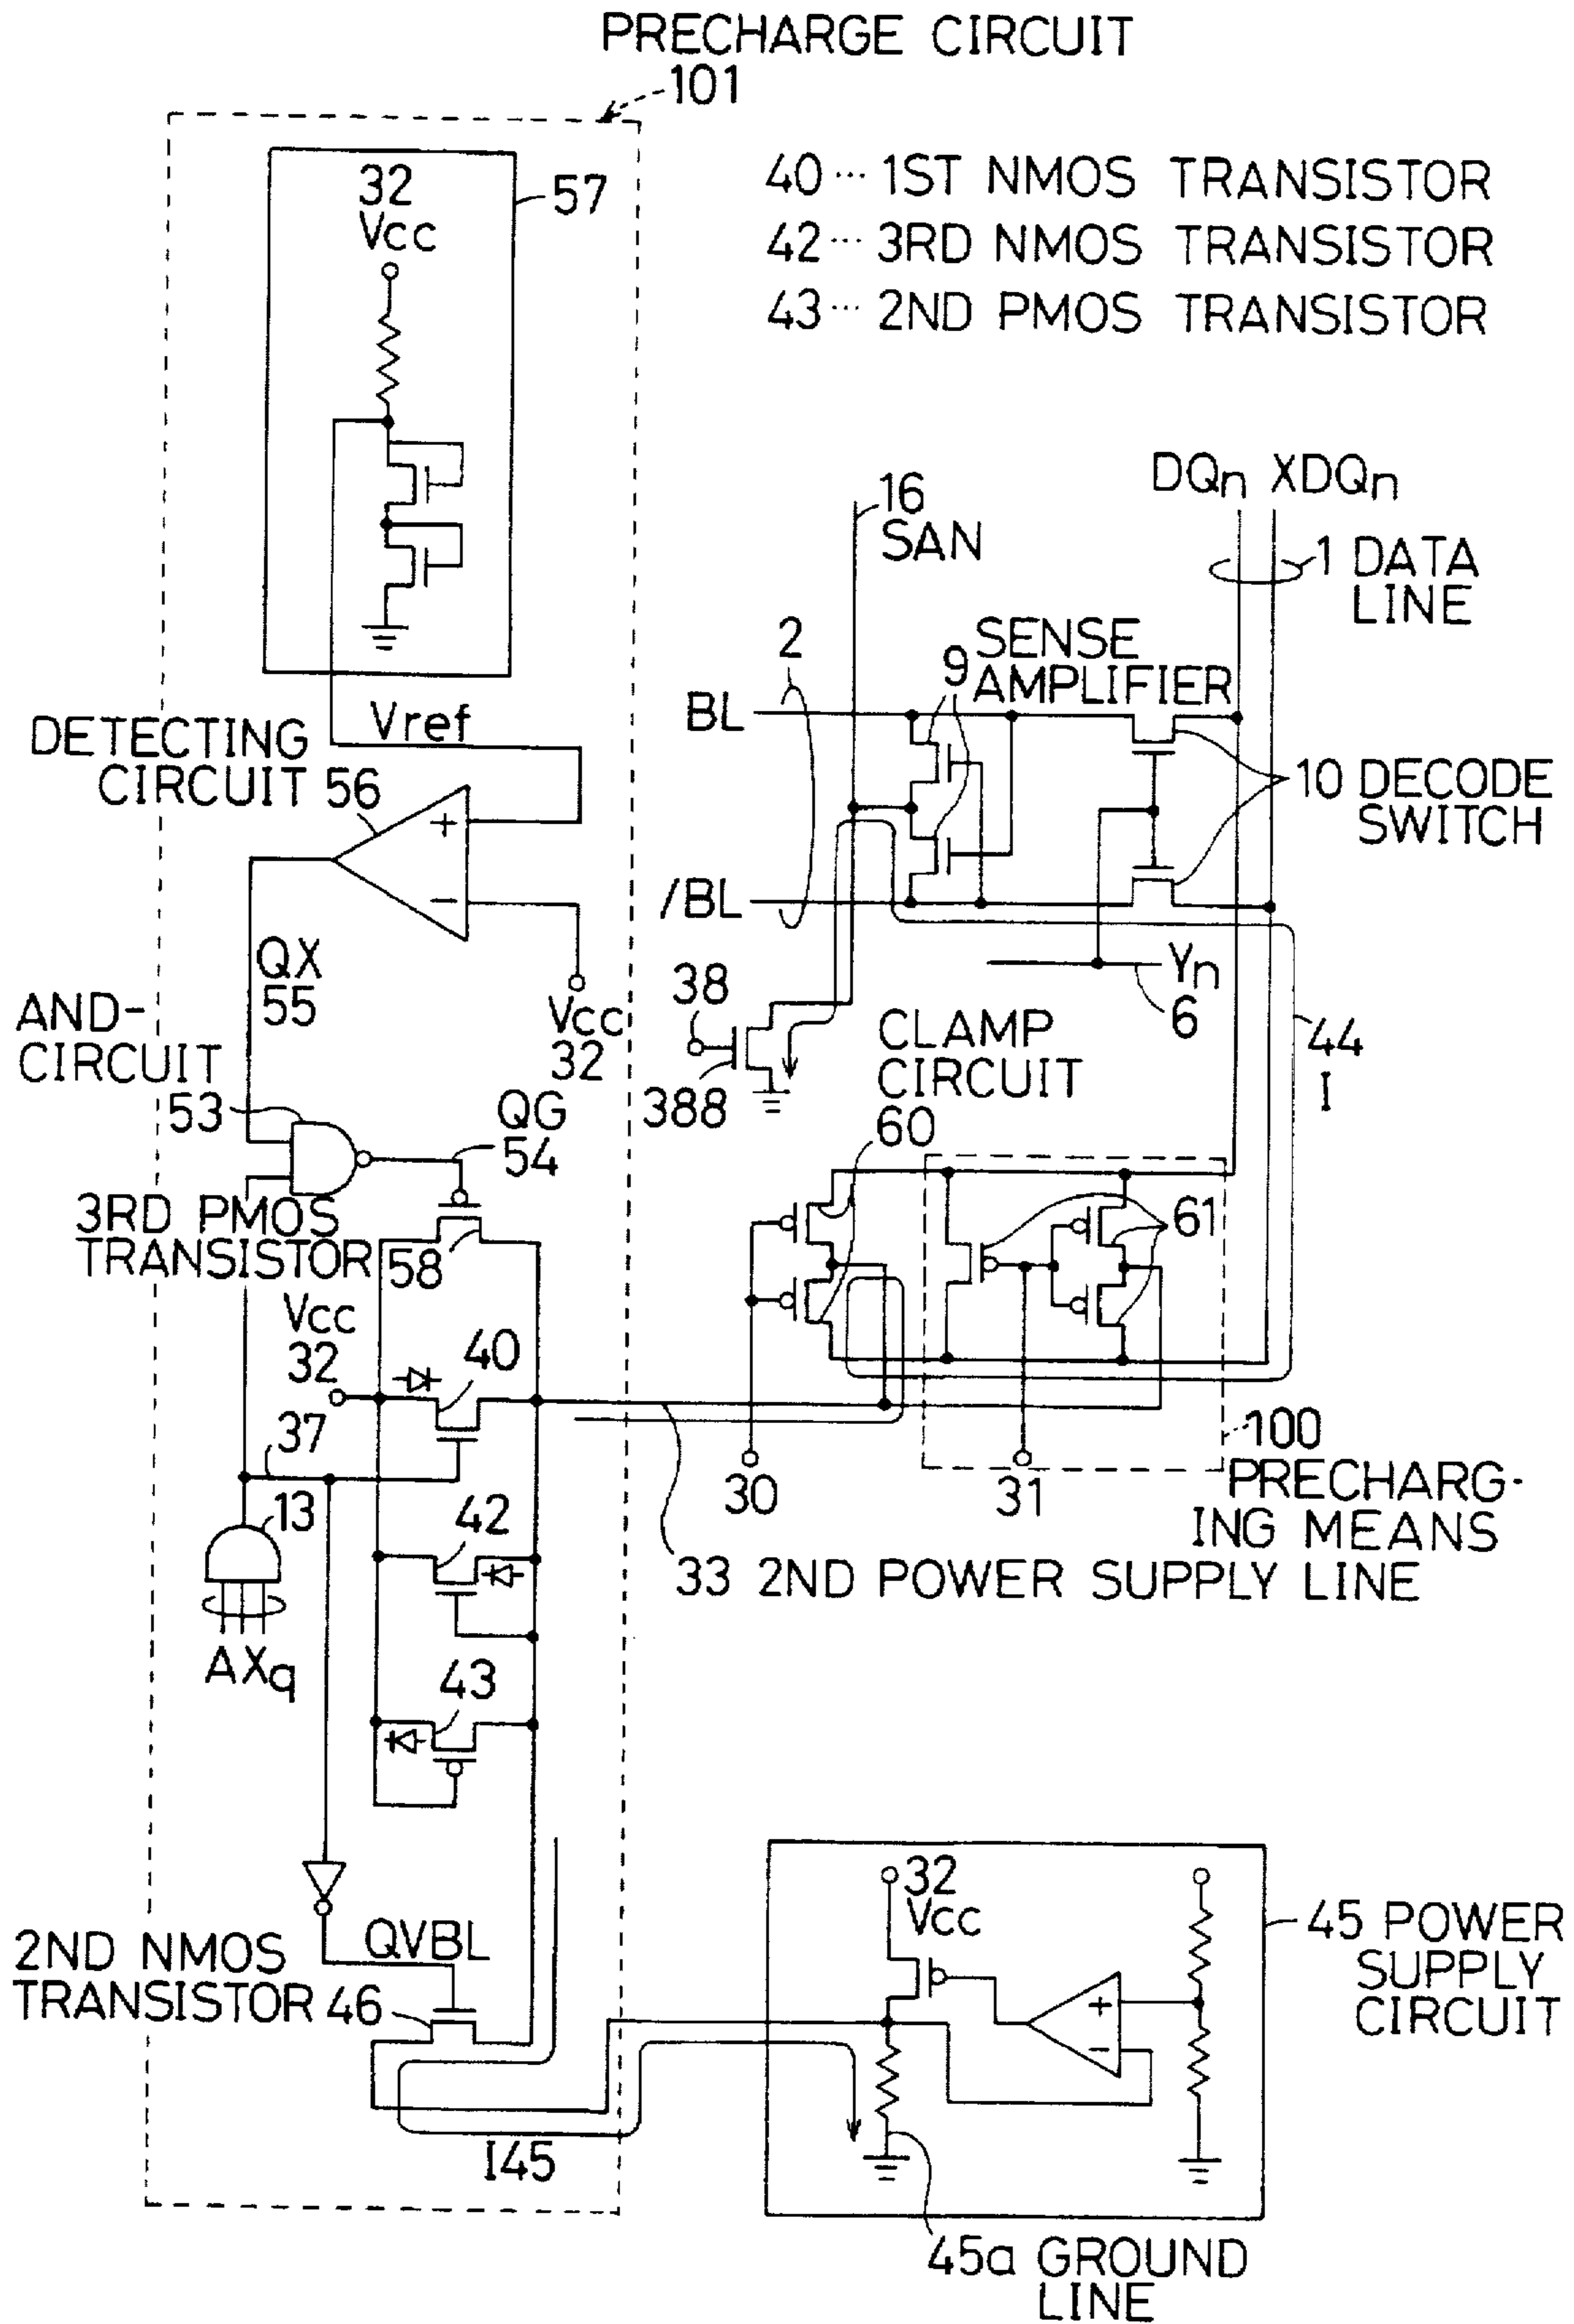 PRECHARGE CIRCUIT
101
32
Vcc
57
40 ··· 1ST NMOS TRANSISTOR
42 ··· 3RD NMOS TRANSISTOR
43 ··· 2ND PMOS TRANSISTOR
DQn XDQn
16
SAN
1 DATA
LINE
2
9 SENSE
AMPLIFIER
BL
Vref
DETECTING
CIRCUIT 56
+
−
10 DECODE
SWITCH
/BL
QX
55
Vcc
32
38
388
Yn
6
AND-
CIRCUIT
53
CLAMP
CIRCUIT
60
44
I
QG
54
3RD PMOS
TRANSISTOR
58
61
Vcc
32
40
37
30
31
100
PRECHARG-
ING MEANS
13
42
33 2ND POWER SUPPLY LINE
AXq
43
32
Vcc
45 POWER
SUPPLY
CIRCUIT
+
−
2ND NMOS
TRANSISTOR 46
QVBL
I45
45a GROUND
LINE